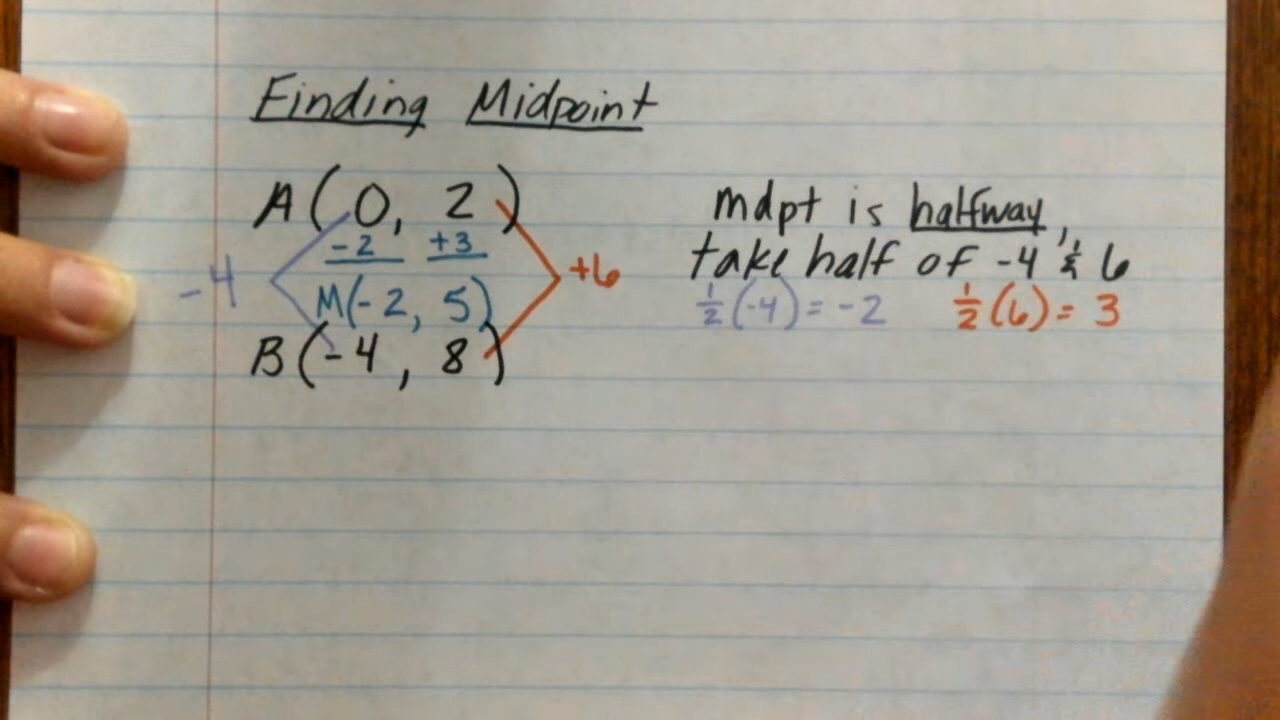 Finding Midpoint
A(0, 2)
-2 +3
-4 +6
M(-2, 5)
B(-4, 8)
mdpt is halfway,
take half of -4 & 6
½(-4) = -2 ½(6) = 3